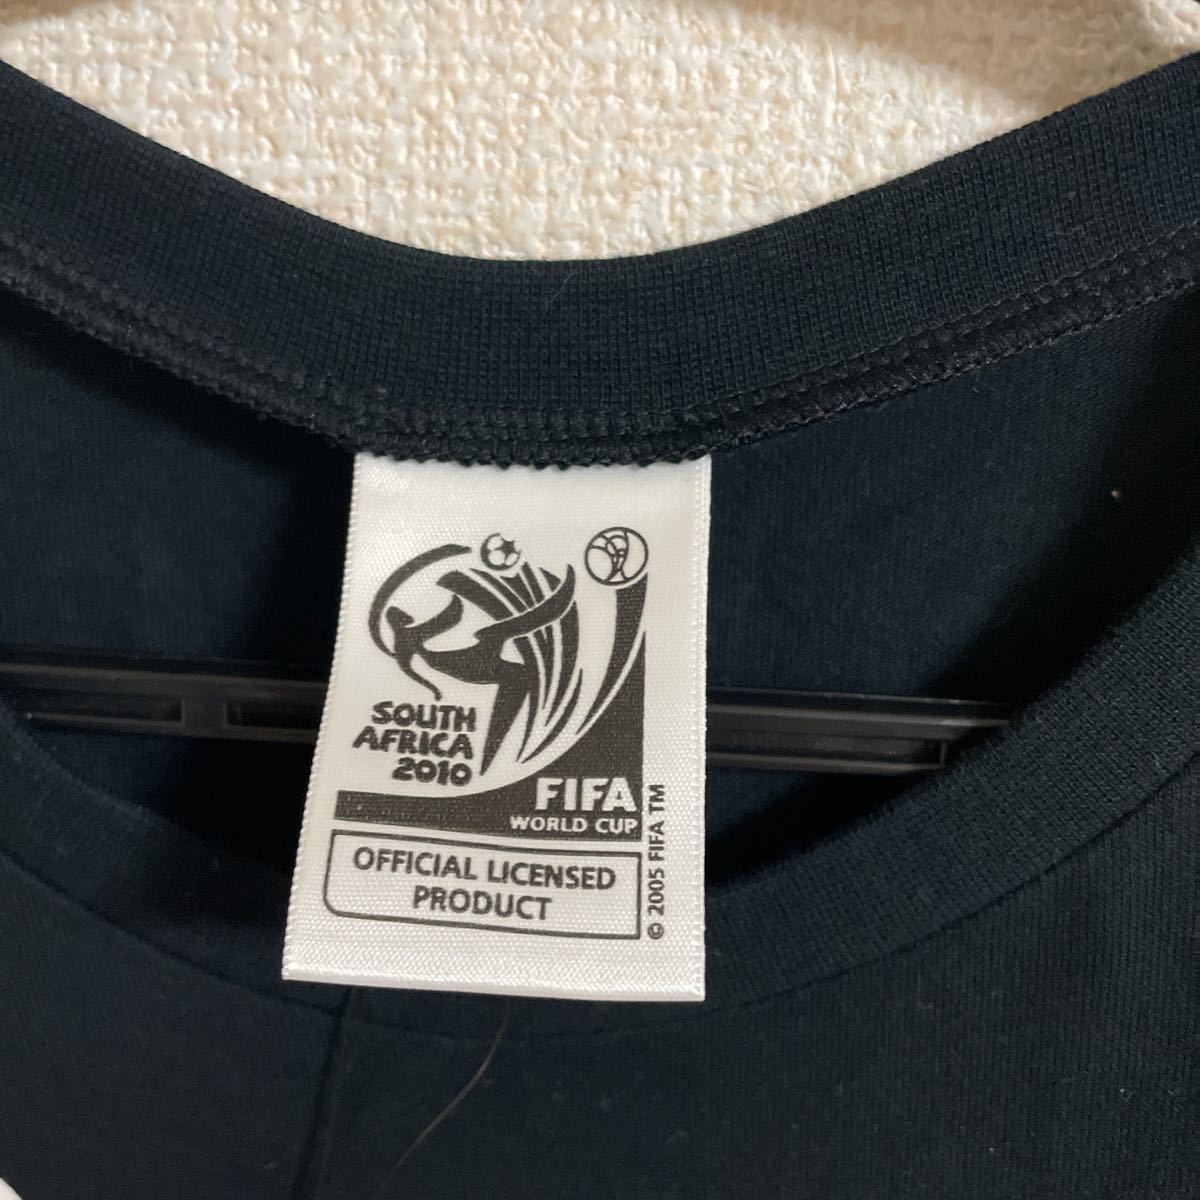 SOUTH
AFRICA
2010
FIFA
WORLD CUP
OFFICIAL LICENSED
PRODUCT
© 2005 FIFA TM